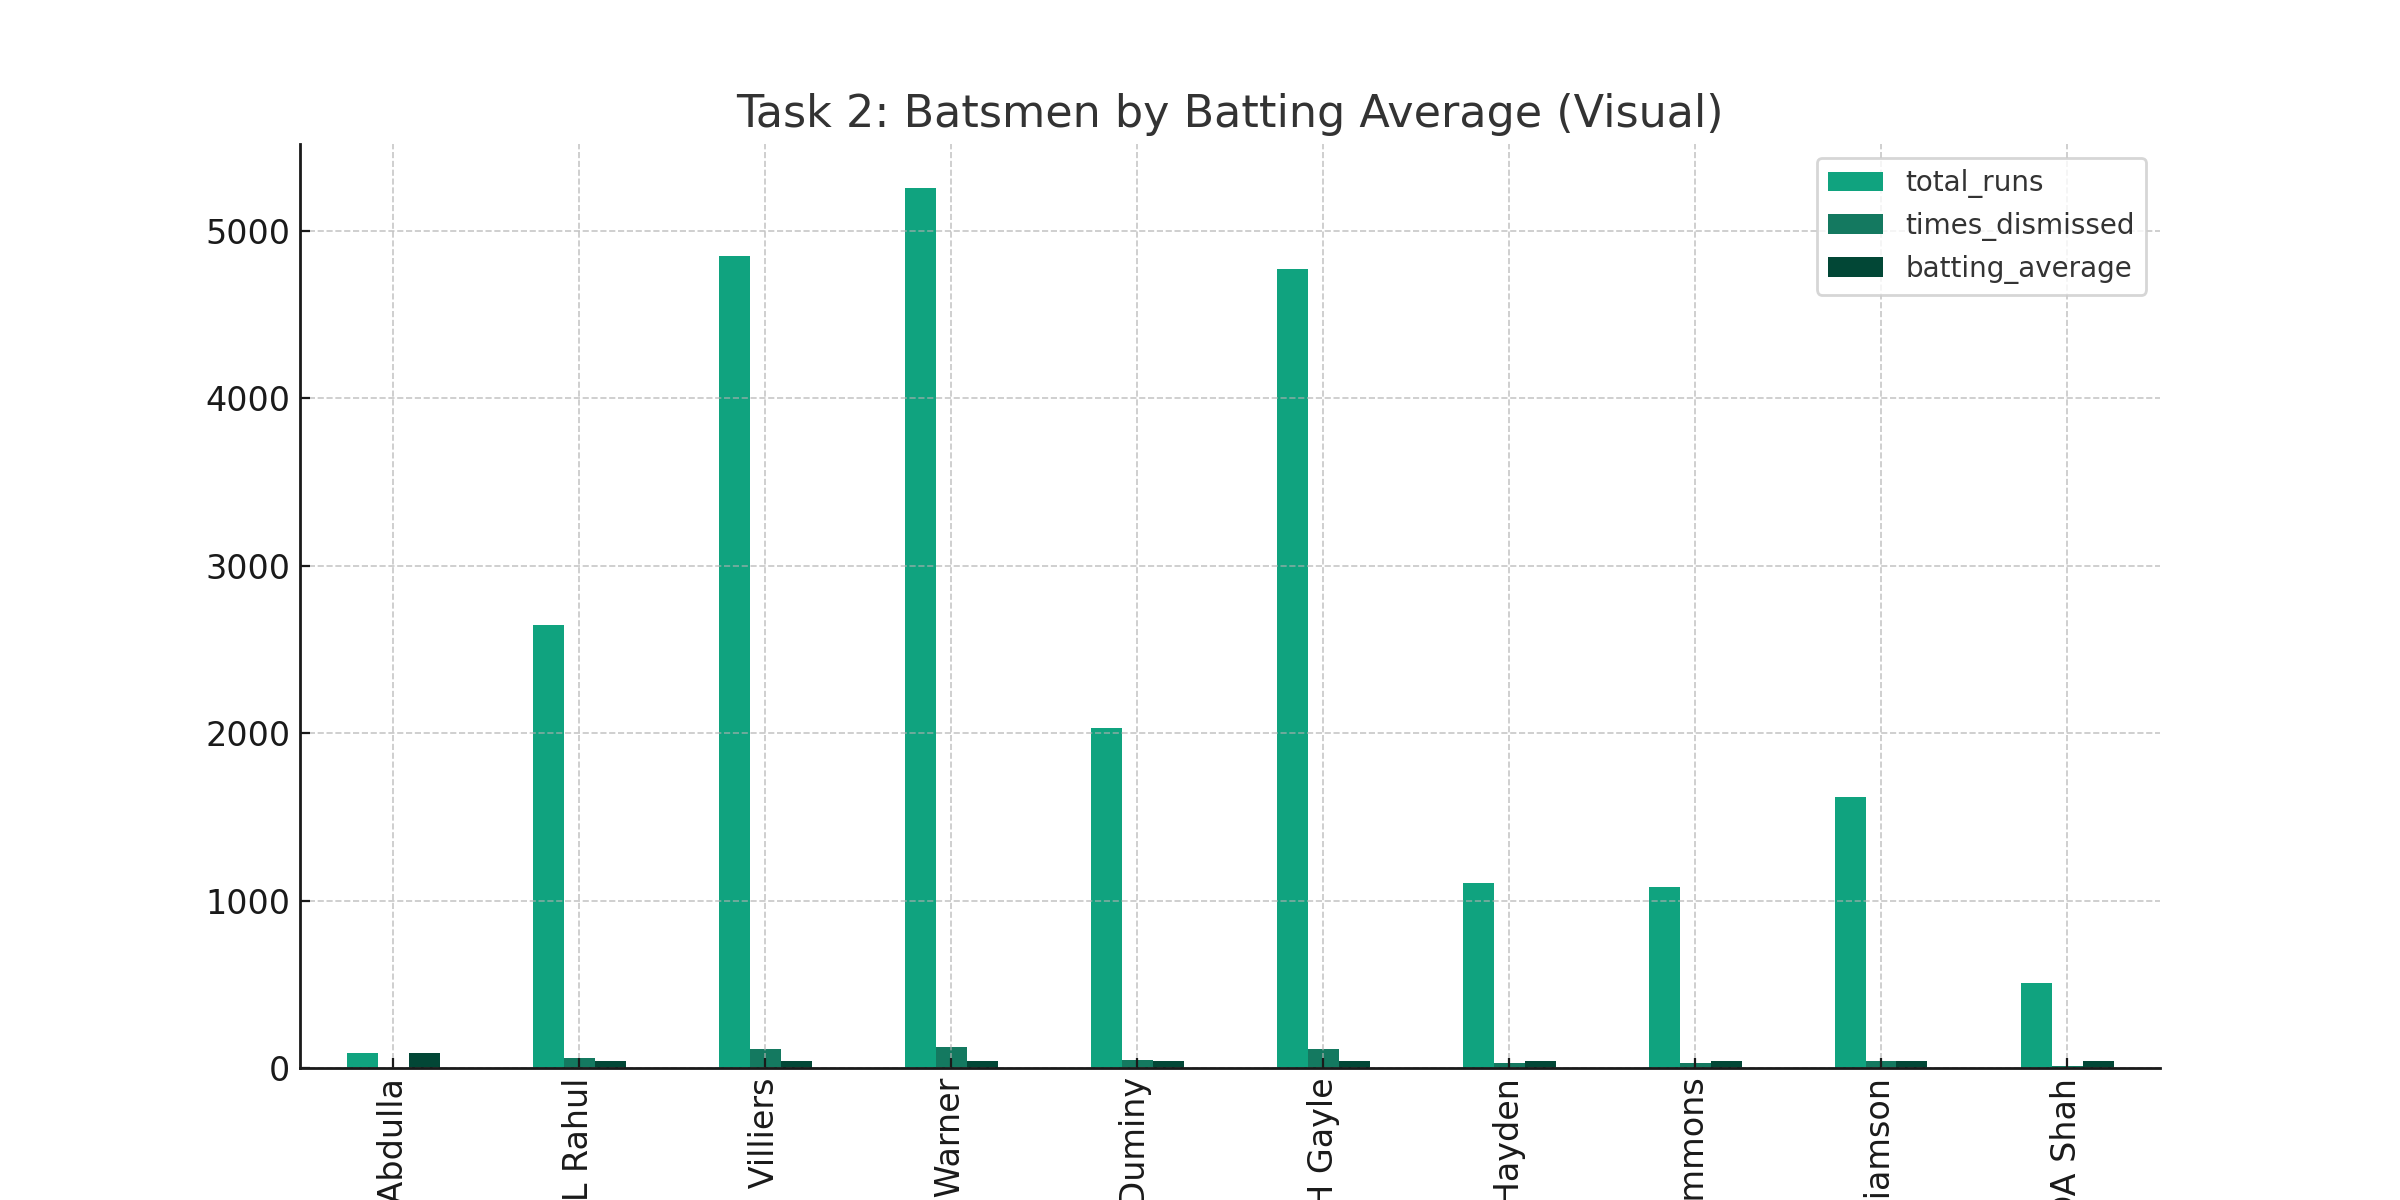 Task 2: Batsmen by Batting Average (Visual)
total_runs
times_dismissed
batting_average
5000
4000
3000
2000
1000
0
Abdulla
L Rahul
Villiers
Warner
Duminy
H Gayle
Hayden
mmons
iamson
OA Shah